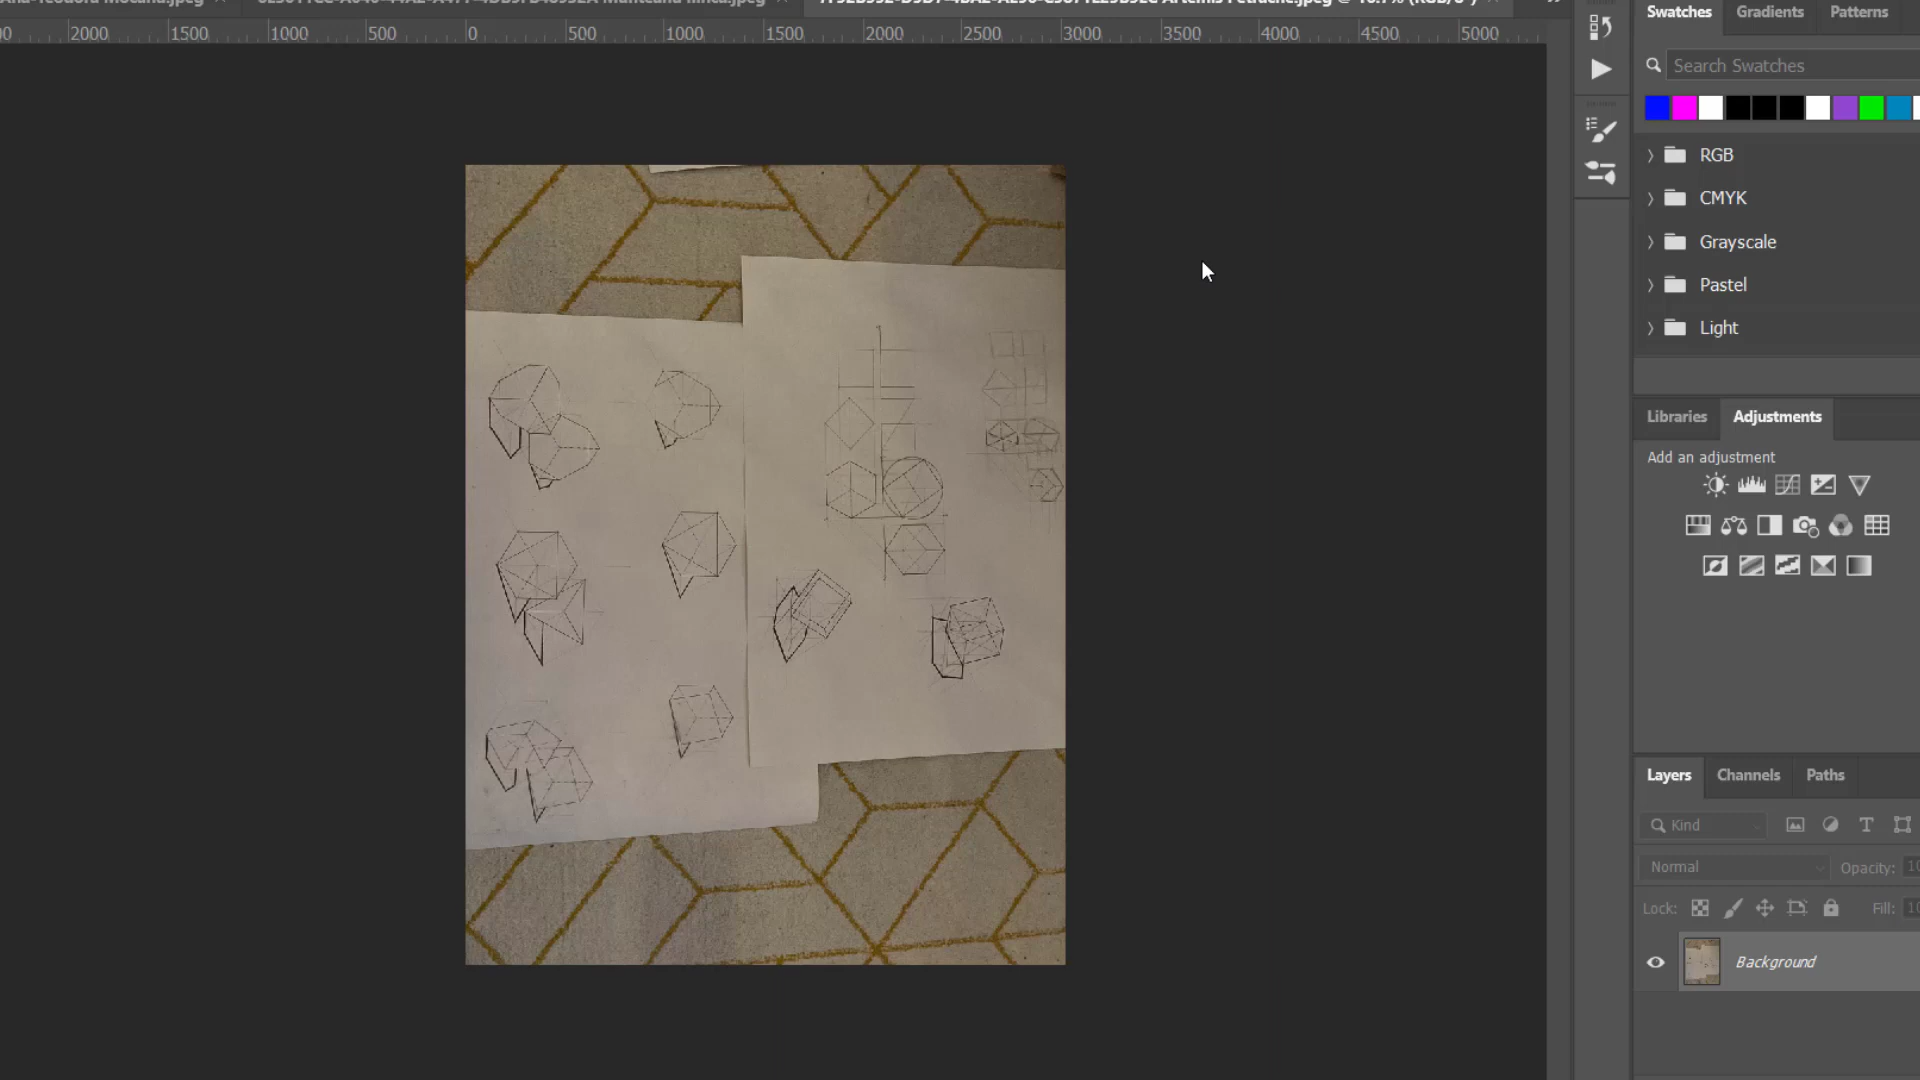 2000 1500 1000 500 0 500 1000 1500 2000 2500 3000 3500 4000 4500 5000
Swatches Gradients Patterns
Search Swatches
RGB
CMYK
Grayscale
Pastel
Light
Libraries Adjustments
Add an adjustment
Layers Channels Paths
Kind
Normal Opacity:
Lock: Fill:
Background